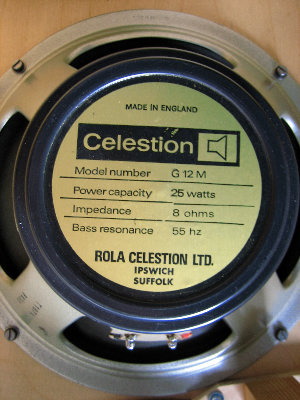 MADE IN ENGLAND
Celestion
Model number G 12 M
Power capacity 25 watts
Impedance 8 ohms
Bass resonance 55 hz
ROLA CELESTION LTD.
IPSWICH
SUFFOLK